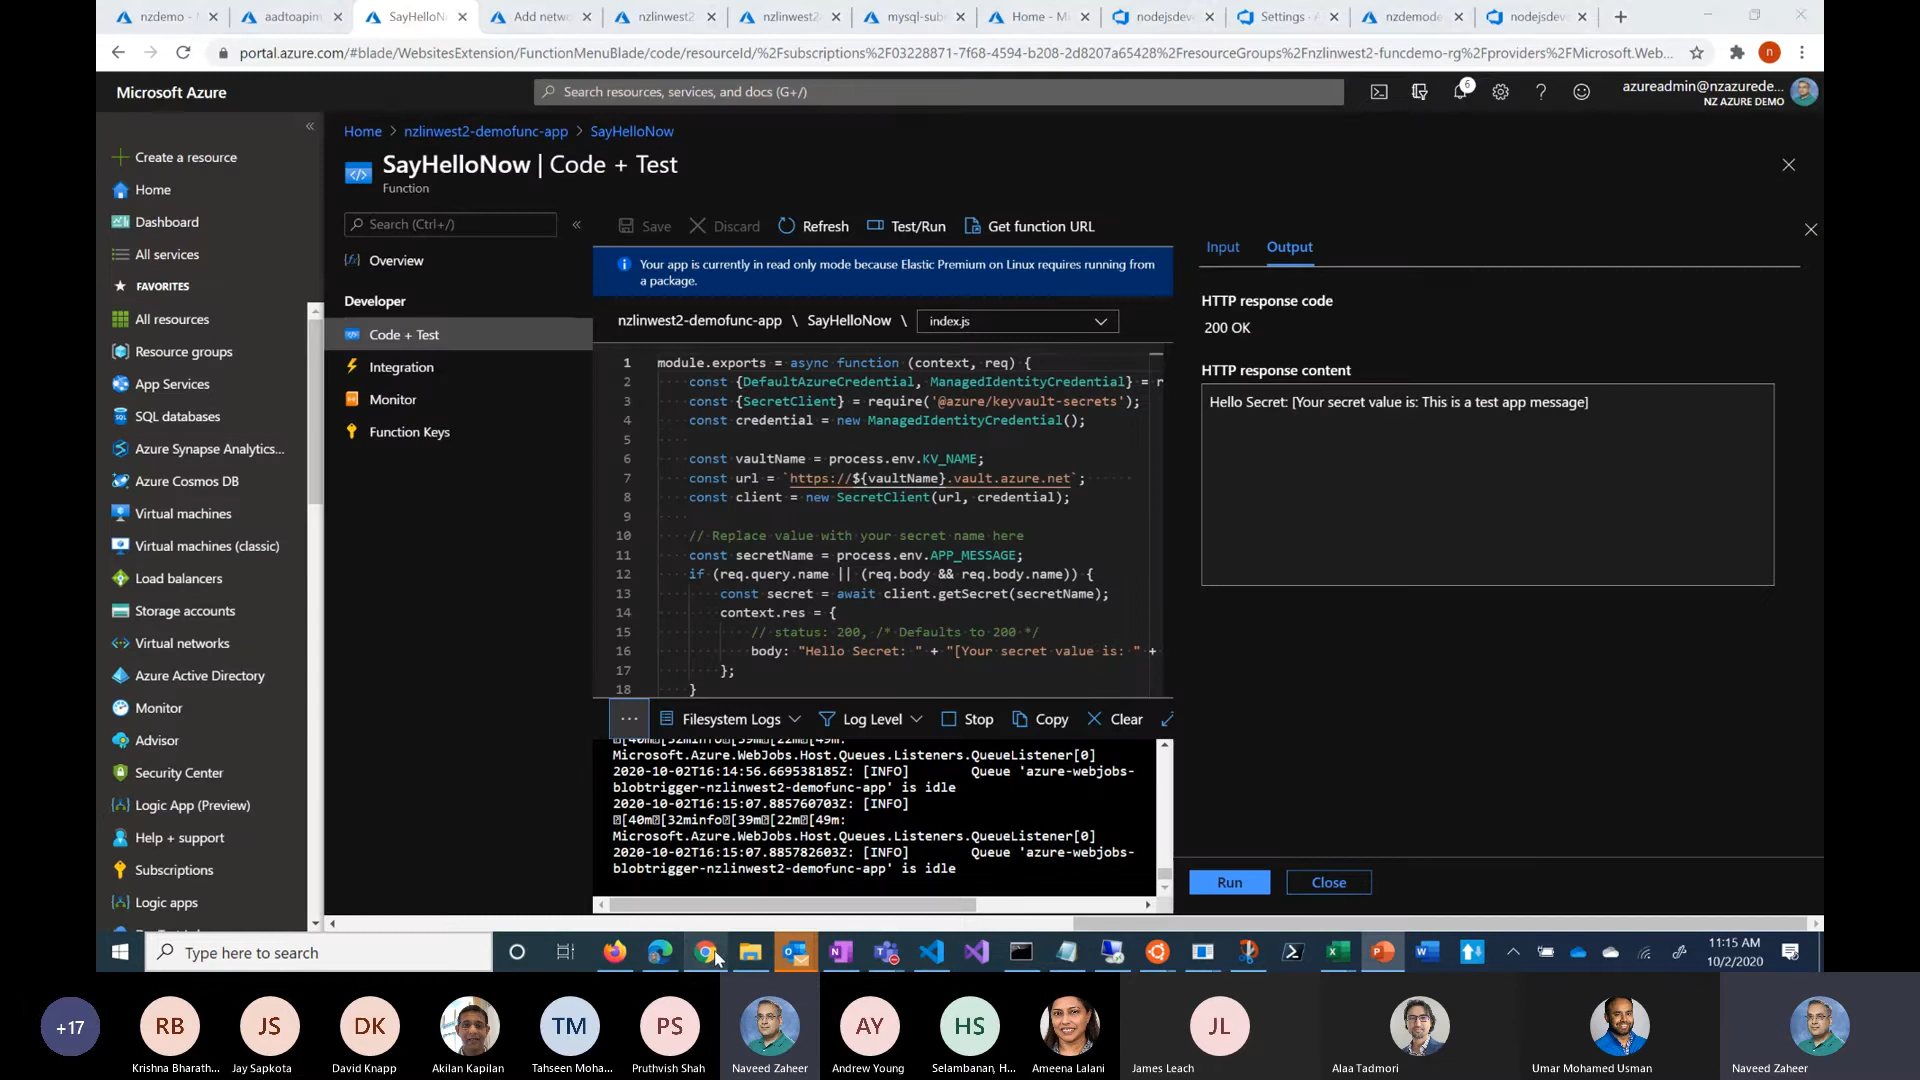 nzdemo - M
aadtoapim
SayHelloN
Add netwo
nzlinwest2
nzlinwest2-
mysql-sub
Home - Mi
nodejsdev
Settings - A
nzdemode
nodejsdev
portal.azure.com/#blade/WebsitesExtension/FunctionMenuBlade/code/resourceId/%2Fsubscriptions%2F03228871-7f68-4594-b208-2d8207a65428%2FresourceGroups%2Fnzlinwest2-funcdemo-rg%2Fproviders%2FMicrosoft.Web...
n
Microsoft Azure
Search resources, services, and docs (G+/)
6
azureadmin@nzazurede...
NZ AZURE DEMO
Create a resource
Home
Dashboard
All services
FAVORITES
All resources
Resource groups
App Services
SQL databases
Azure Synapse Analytics...
Azure Cosmos DB
Virtual machines
Virtual machines (classic)
Load balancers
Storage accounts
Virtual networks
Azure Active Directory
Monitor
Advisor
Security Center
Logic App (Preview)
Help + support
Subscriptions
Logic apps
Home > nzlinwest2-demofunc-app > SayHelloNow
SayHelloNow | Code + Test
Function
Search (Ctrl+/)
Overview
Developer
Code + Test
Integration
Monitor
Function Keys
Save
Discard
Refresh
Test/Run
Get function URL
Your app is currently in read only mode because Elastic Premium on Linux requires running from
a package.
nzlinwest2-demofunc-app \ SayHelloNow \ index.js
1 module.exports = async function (context, req) {
2 const {DefaultAzureCredential, ManagedIdentityCredential} = r
3 const {SecretClient} = require('@azure/keyvault-secrets');
4 const credential = new ManagedIdentityCredential();
5
6 const vaultName = process.env.KV_NAME;
7 const url = `https://${vaultName}.vault.azure.net`;
8 const client = new SecretClient(url, credential);
9
10 // Replace value with your secret name here
11 const secretName = process.env.APP_MESSAGE;
12 if (req.query.name || (req.body && req.body.name)) {
13 const secret = await client.getSecret(secretName);
14 context.res = {
15 // status: 200, /* Defaults to 200 */
16 body: "Hello Secret: " + "[Your secret value is: " +
17 };
18 }
... Filesystem Logs Log Level Stop Copy Clear
[40m[32minfo[39m[22m[49m:
Microsoft.Azure.WebJobs.Host.Queues.Listeners.QueueListener[0]
2020-10-02T16:14:56.669538185Z: [INFO] Queue 'azure-webjobs-
blobtrigger-nzlinwest2-demofunc-app' is idle
2020-10-02T16:15:07.885760703Z: [INFO]
[40m[32minfo[39m[22m[49m:
Microsoft.Azure.WebJobs.Host.Queues.Listeners.QueueListener[0]
2020-10-02T16:15:07.885782603Z: [INFO] Queue 'azure-webjobs-
blobtrigger-nzlinwest2-demofunc-app' is idle
Input
Output
HTTP response code
200 OK
HTTP response content
Hello Secret: [Your secret value is: This is a test app message]
Run
Close
Type here to search
11:15 AM
10/2/2020
+17
RB
JS
DK
TM
PS
AY
HS
JL
Krishna Bharath...
Jay Sapkota
David Knapp
Akilan Kapilan
Tahseen Moha...
Pruthvish Shah
Naveed Zaheer
Andrew Young
Selambanan, H...
Ameena Lalani
James Leach
Alaa Tadmori
Umar Mohamed Usman
Naveed Zaheer